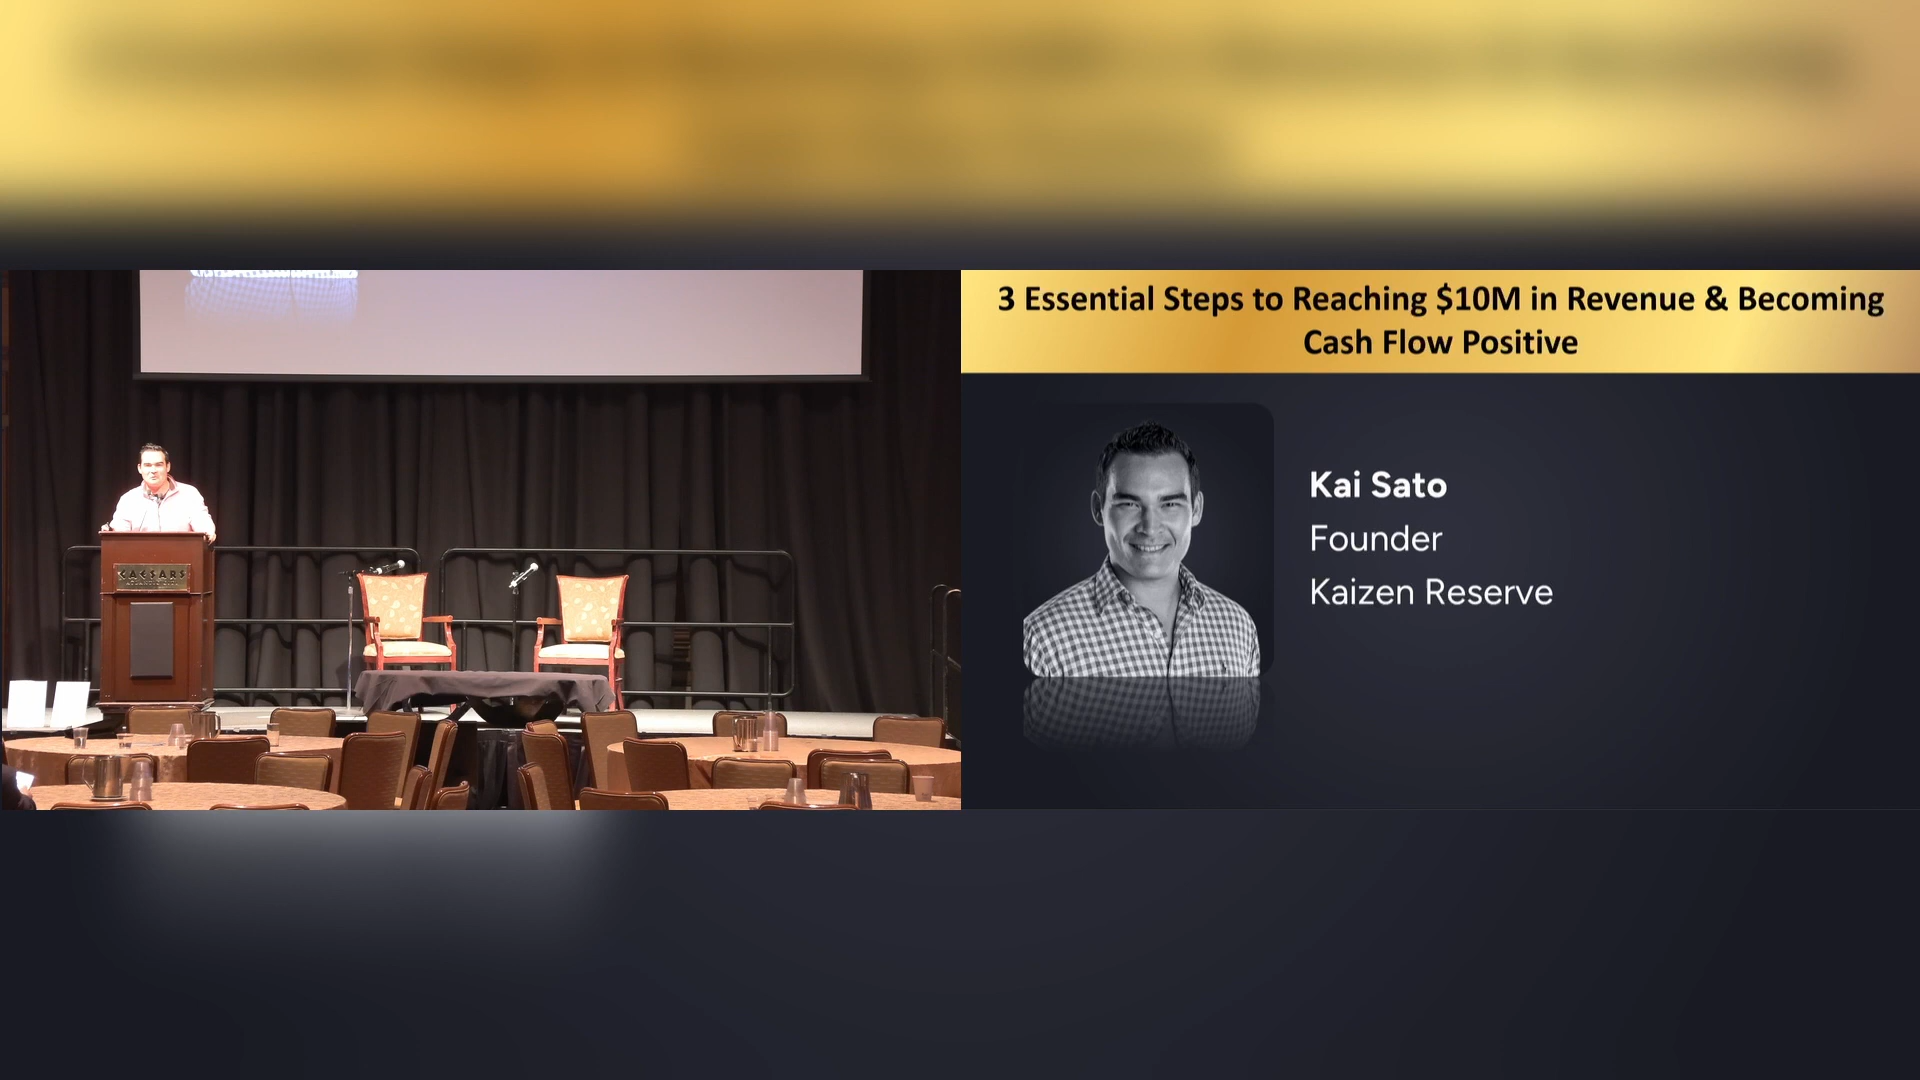 3 Essential Steps to Reaching $10M in Revenue & Becoming
Cash Flow Positive
Kai Sato
Founder
Kaizen Reserve
CAESARS